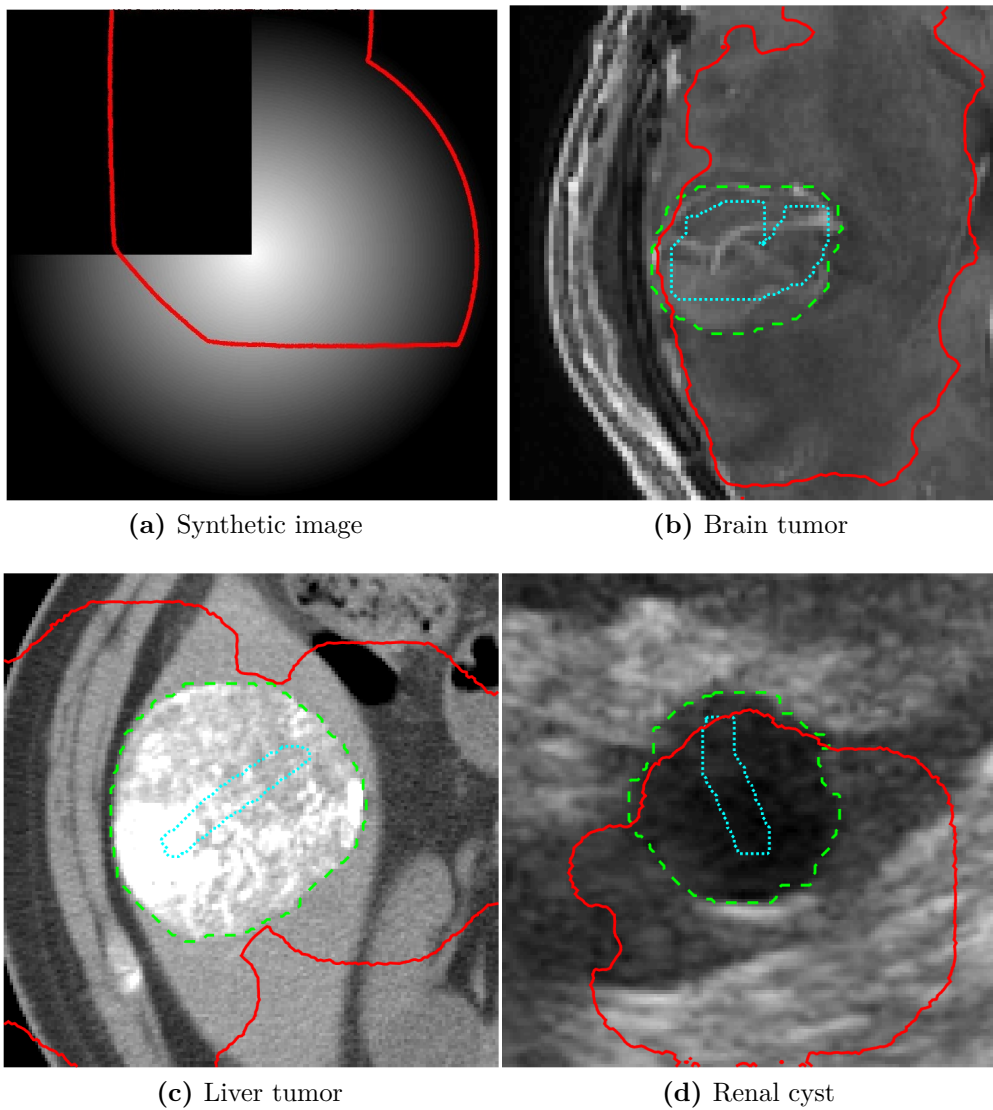 (a) Synthetic image
(b) Brain tumor
(c) Liver tumor
(d) Renal cyst